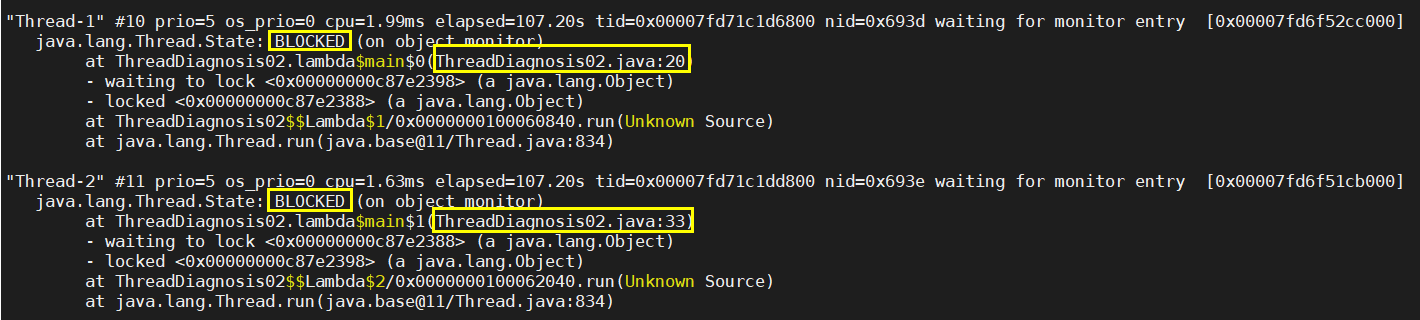 "Thread-1" #10 prio=5 os_prio=0 cpu=1.99ms elapsed=107.20s tid=0x00007fd71c1d6800 nid=0x693d waiting for monitor entry  [0x00007fd6f52cc000]
   java.lang.Thread.State: BLOCKED (on object monitor)
        at ThreadDiagnosis02.lambda$main$0(ThreadDiagnosis02.java:20)
        - waiting to lock <0x00000000c87e2398> (a java.lang.Object)
        - locked <0x00000000c87e2388> (a java.lang.Object)
        at ThreadDiagnosis02$$Lambda$1/0x0000000100060840.run(Unknown Source)
        at java.lang.Thread.run(java.base@11/Thread.java:834)

"Thread-2" #11 prio=5 os_prio=0 cpu=1.63ms elapsed=107.20s tid=0x00007fd71c1dd800 nid=0x693e waiting for monitor entry  [0x00007fd6f51cb000]
   java.lang.Thread.State: BLOCKED (on object monitor)
        at ThreadDiagnosis02.lambda$main$1(ThreadDiagnosis02.java:33)
        - waiting to lock <0x00000000c87e2388> (a java.lang.Object)
        - locked <0x00000000c87e2398> (a java.lang.Object)
        at ThreadDiagnosis02$$Lambda$2/0x0000000100062040.run(Unknown Source)
        at java.lang.Thread.run(java.base@11/Thread.java:834)